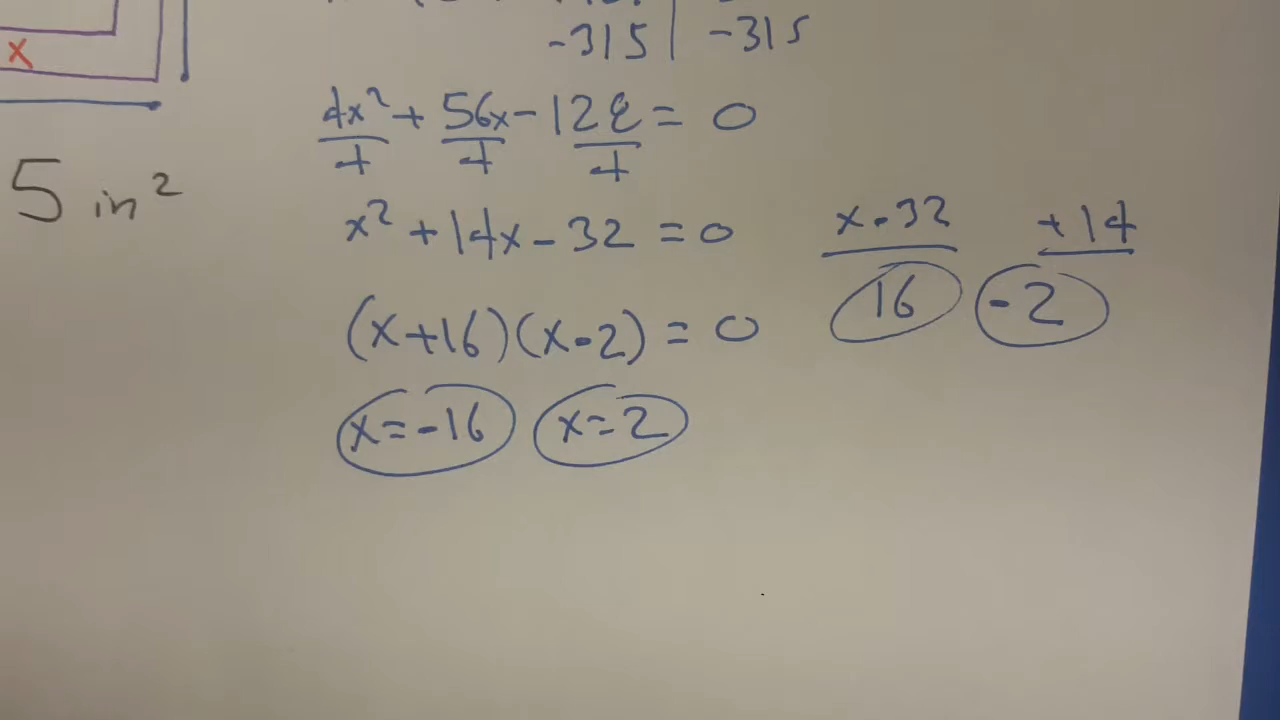 -315 | -315
x
4x² + 56x - 128 = 0
4 4 4
5 in²
x² + 14x - 32 = 0
x - 32 +14
16 -2
(x+16)(x-2) = 0
x = -16 x = 2